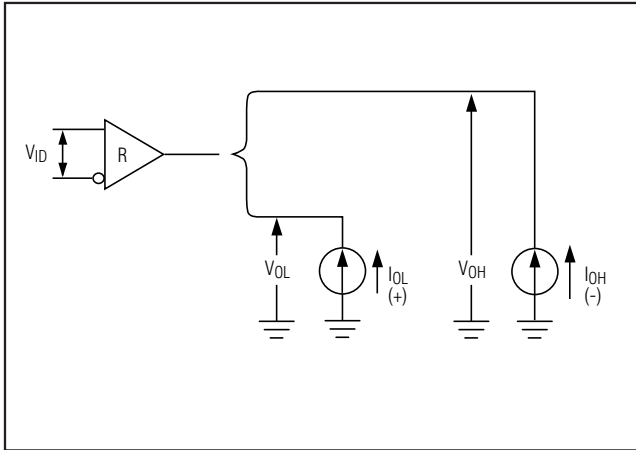 VID
R
VOL
IOL
(+)
VOH
IOH
(-)